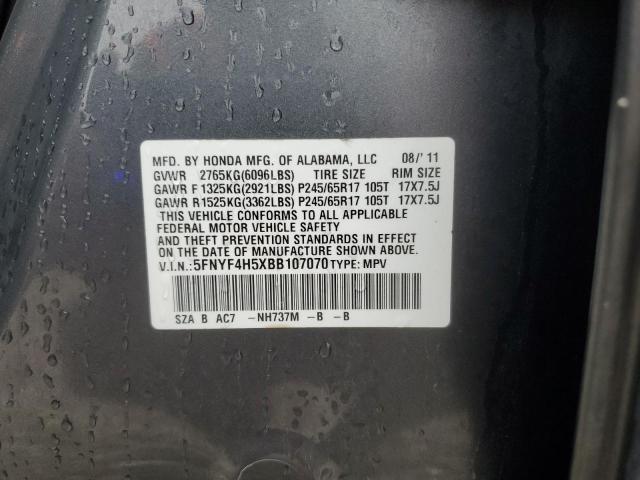 MFD. BY HONDA MFG. OF ALABAMA, LLC 08/'11
GVWR 2765KG(6096LBS) TIRE SIZE RIM SIZE
GAWR F 1325KG(2921LBS) P245/65R17 105T 17X7.5J
GAWR R1525KG(3362LBS) P245/65R17 105T 17X7.5J
THIS VEHICLE CONFORMS TO ALL APPLICABLE
FEDERAL MOTOR VEHICLE SAFETY
AND THEFT PREVENTION STANDARDS IN EFFECT
ON THE DATE OF MANUFACTURE SHOWN ABOVE.
V.I.N.:5FNYF4H5XBB107070 TYPE: MPV
SZA B AC7 -NH737M -B -B